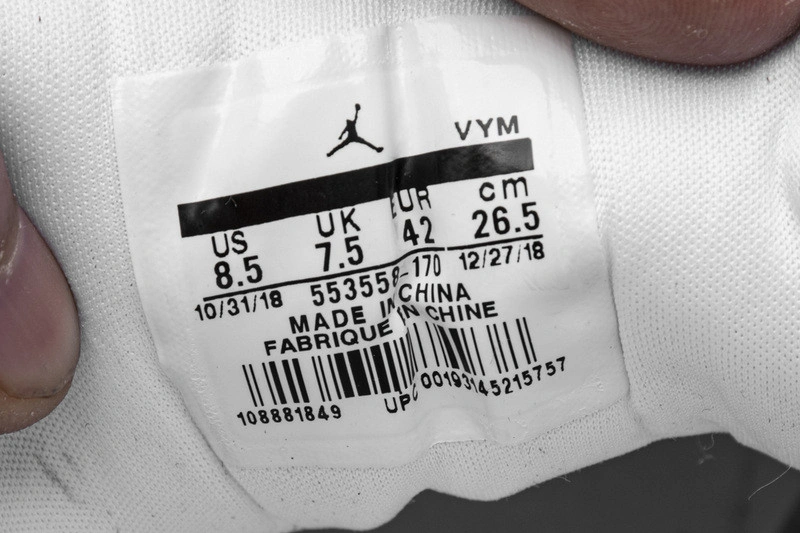 VYM
US UK EUR cm
8.5 7.5 42 26.5
10/31/18 553558-170 12/27/18
MADE IN CHINA
FABRIQUE EN CHINE
108881849 UPC 00193145215757